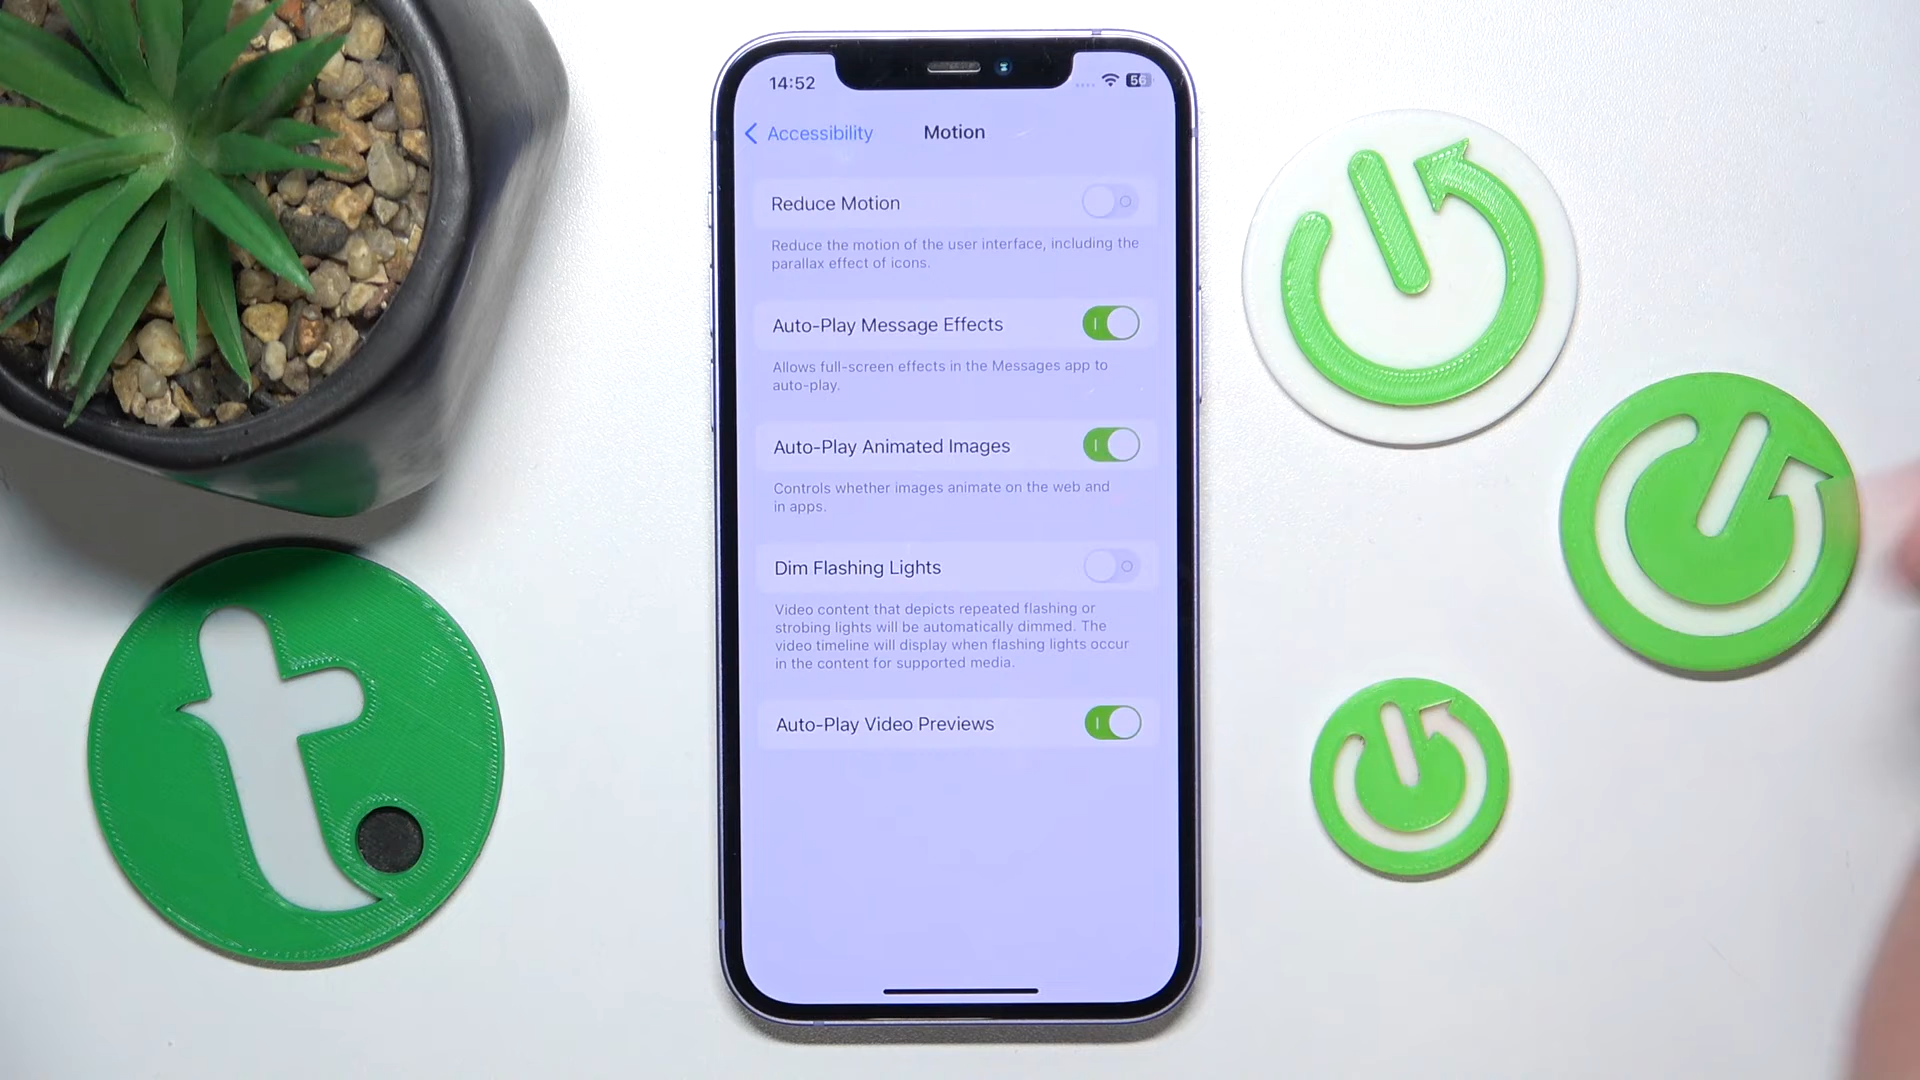 14:52
56
Accessibility
Motion
Reduce Motion
Reduce the motion of the user interface, including the
parallax effect of icons.
Auto-Play Message Effects
Allows full-screen effects in the Messages app to
auto-play.
Auto-Play Animated Images
Controls whether images animate on the web and
in apps.
Dim Flashing Lights
Video content that depicts repeated flashing or
strobing lights will be automatically dimmed. The
video timeline will display when flashing lights occur
in the content for supported media.
Auto-Play Video Previews
t.